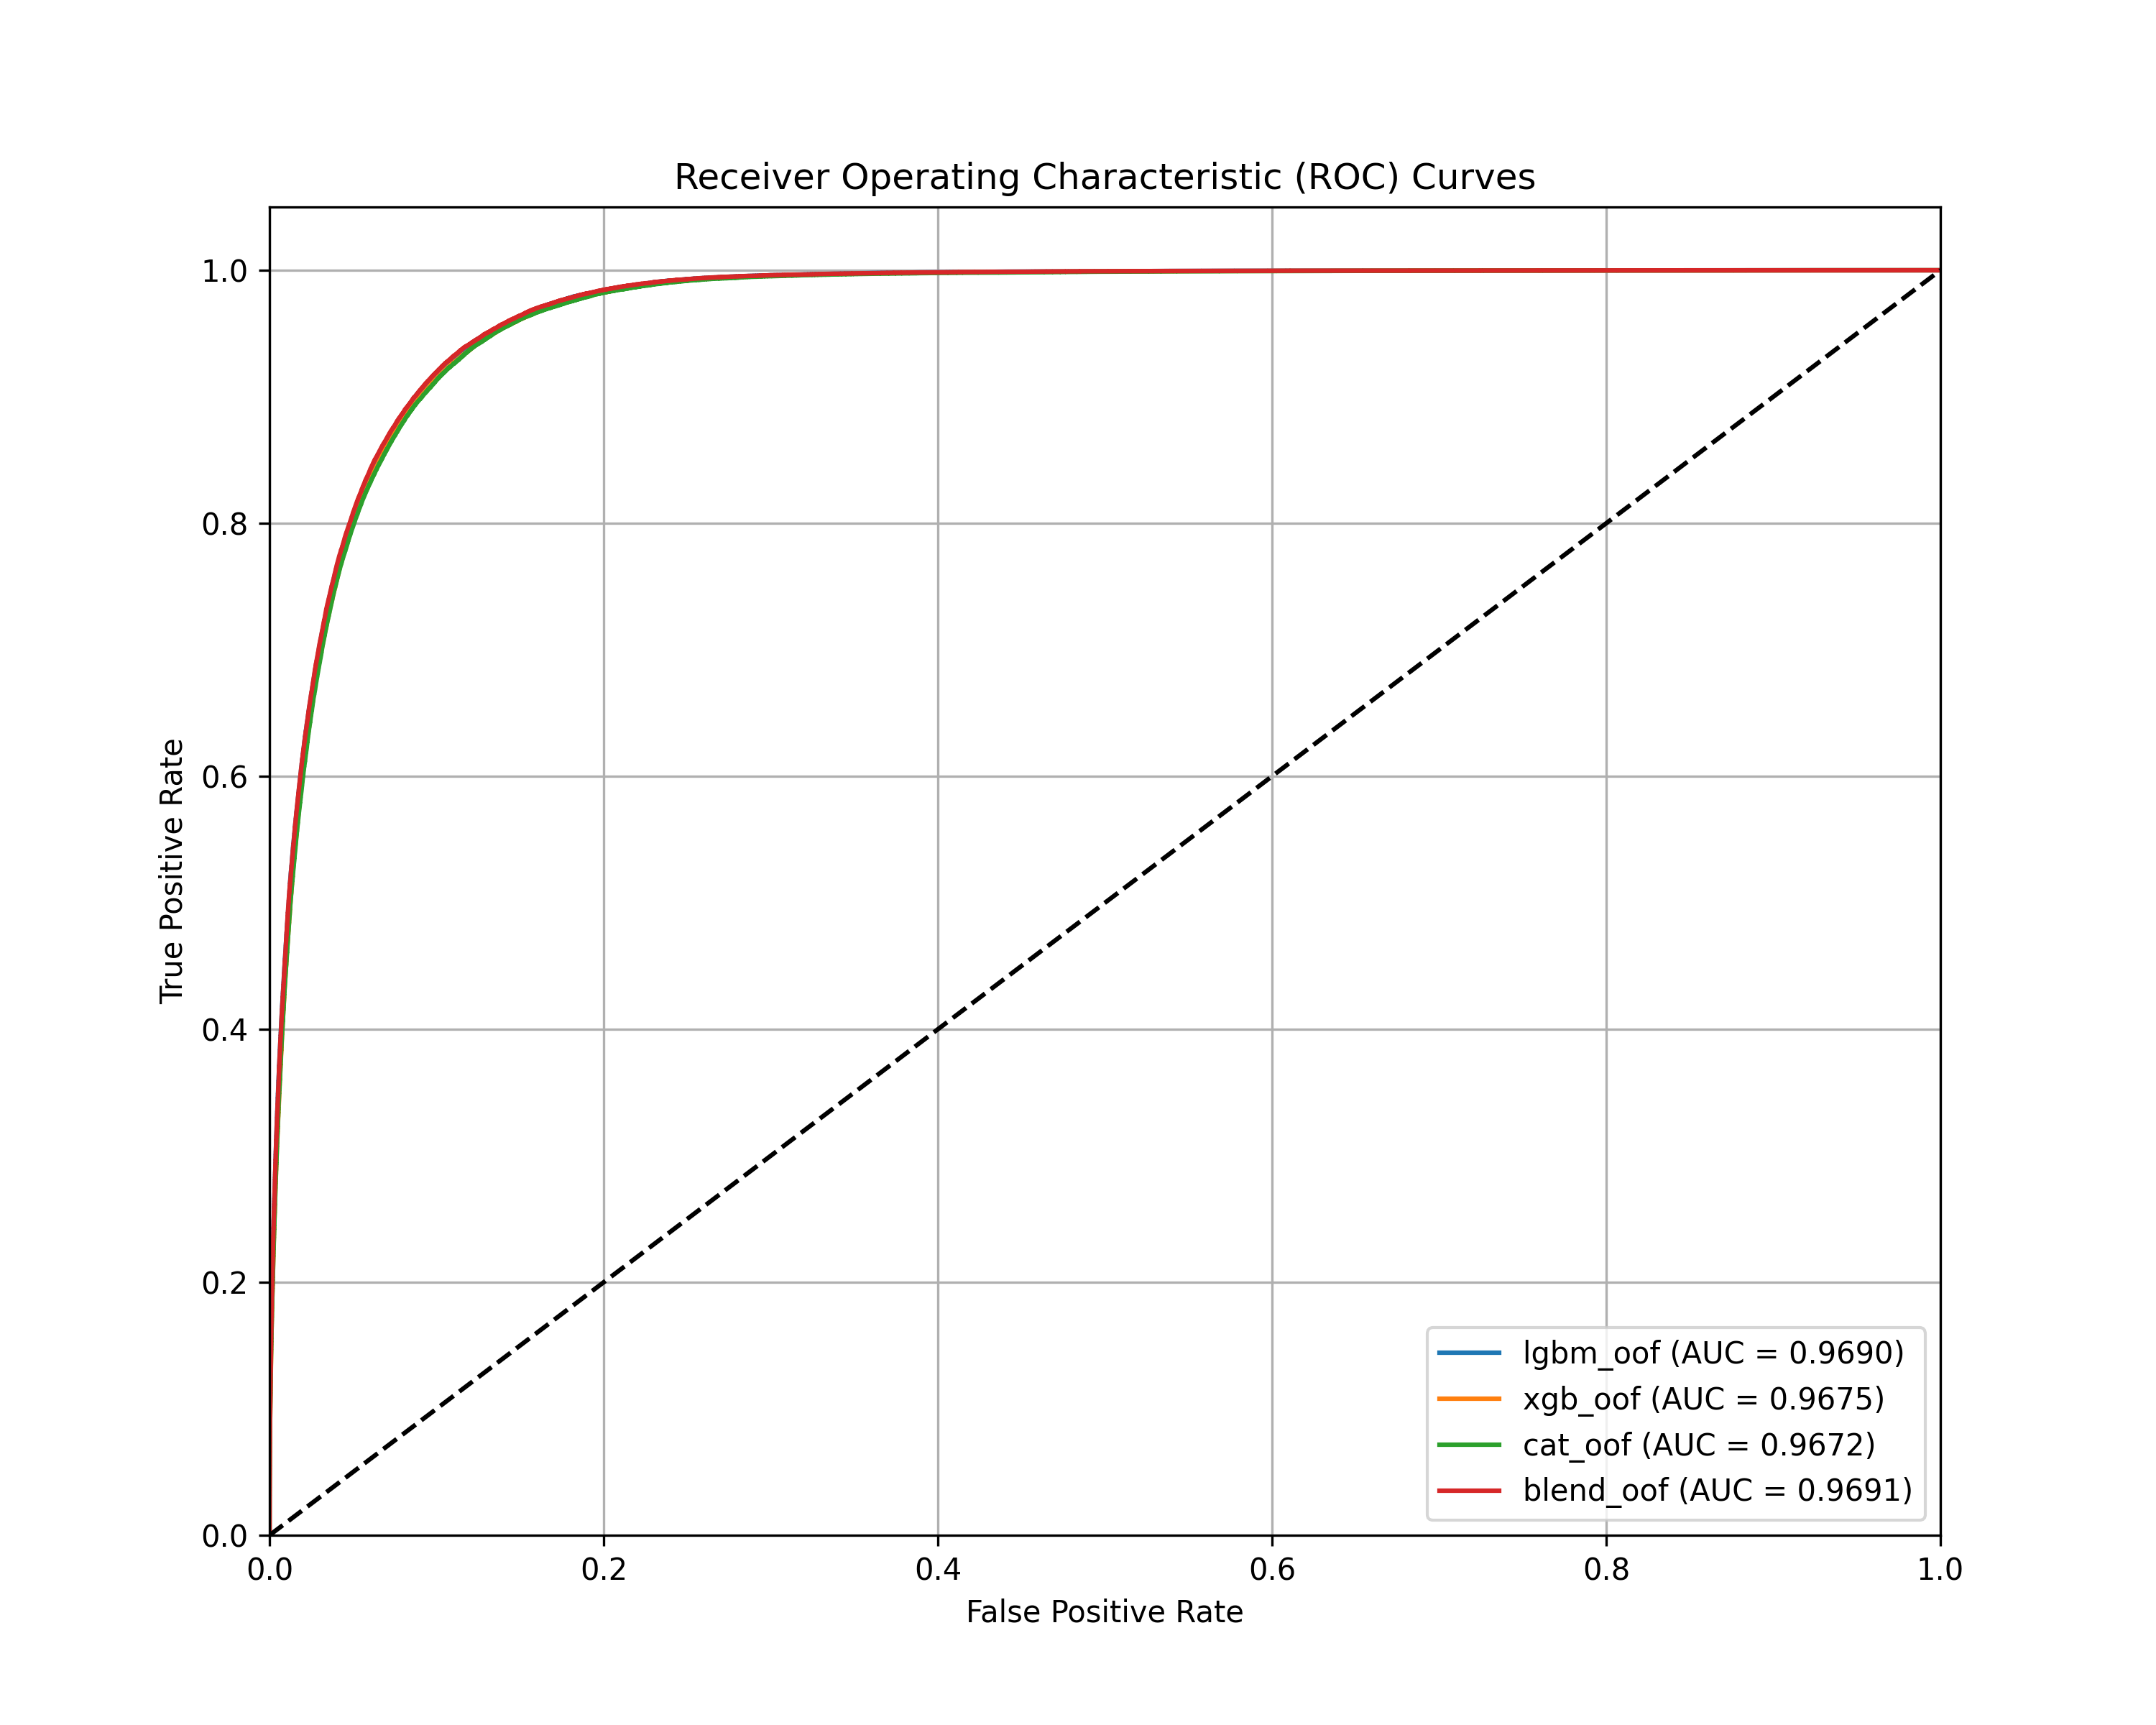 Receiver Operating Characteristic (ROC) Curves
True Positive Rate
1.0
0.8
0.6
0.4
0.2
0.0
0.0 0.2 0.4 0.6 0.8 1.0
False Positive Rate
lgbm_oof (AUC = 0.9690)
xgb_oof (AUC = 0.9675)
cat_oof (AUC = 0.9672)
blend_oof (AUC = 0.9691)